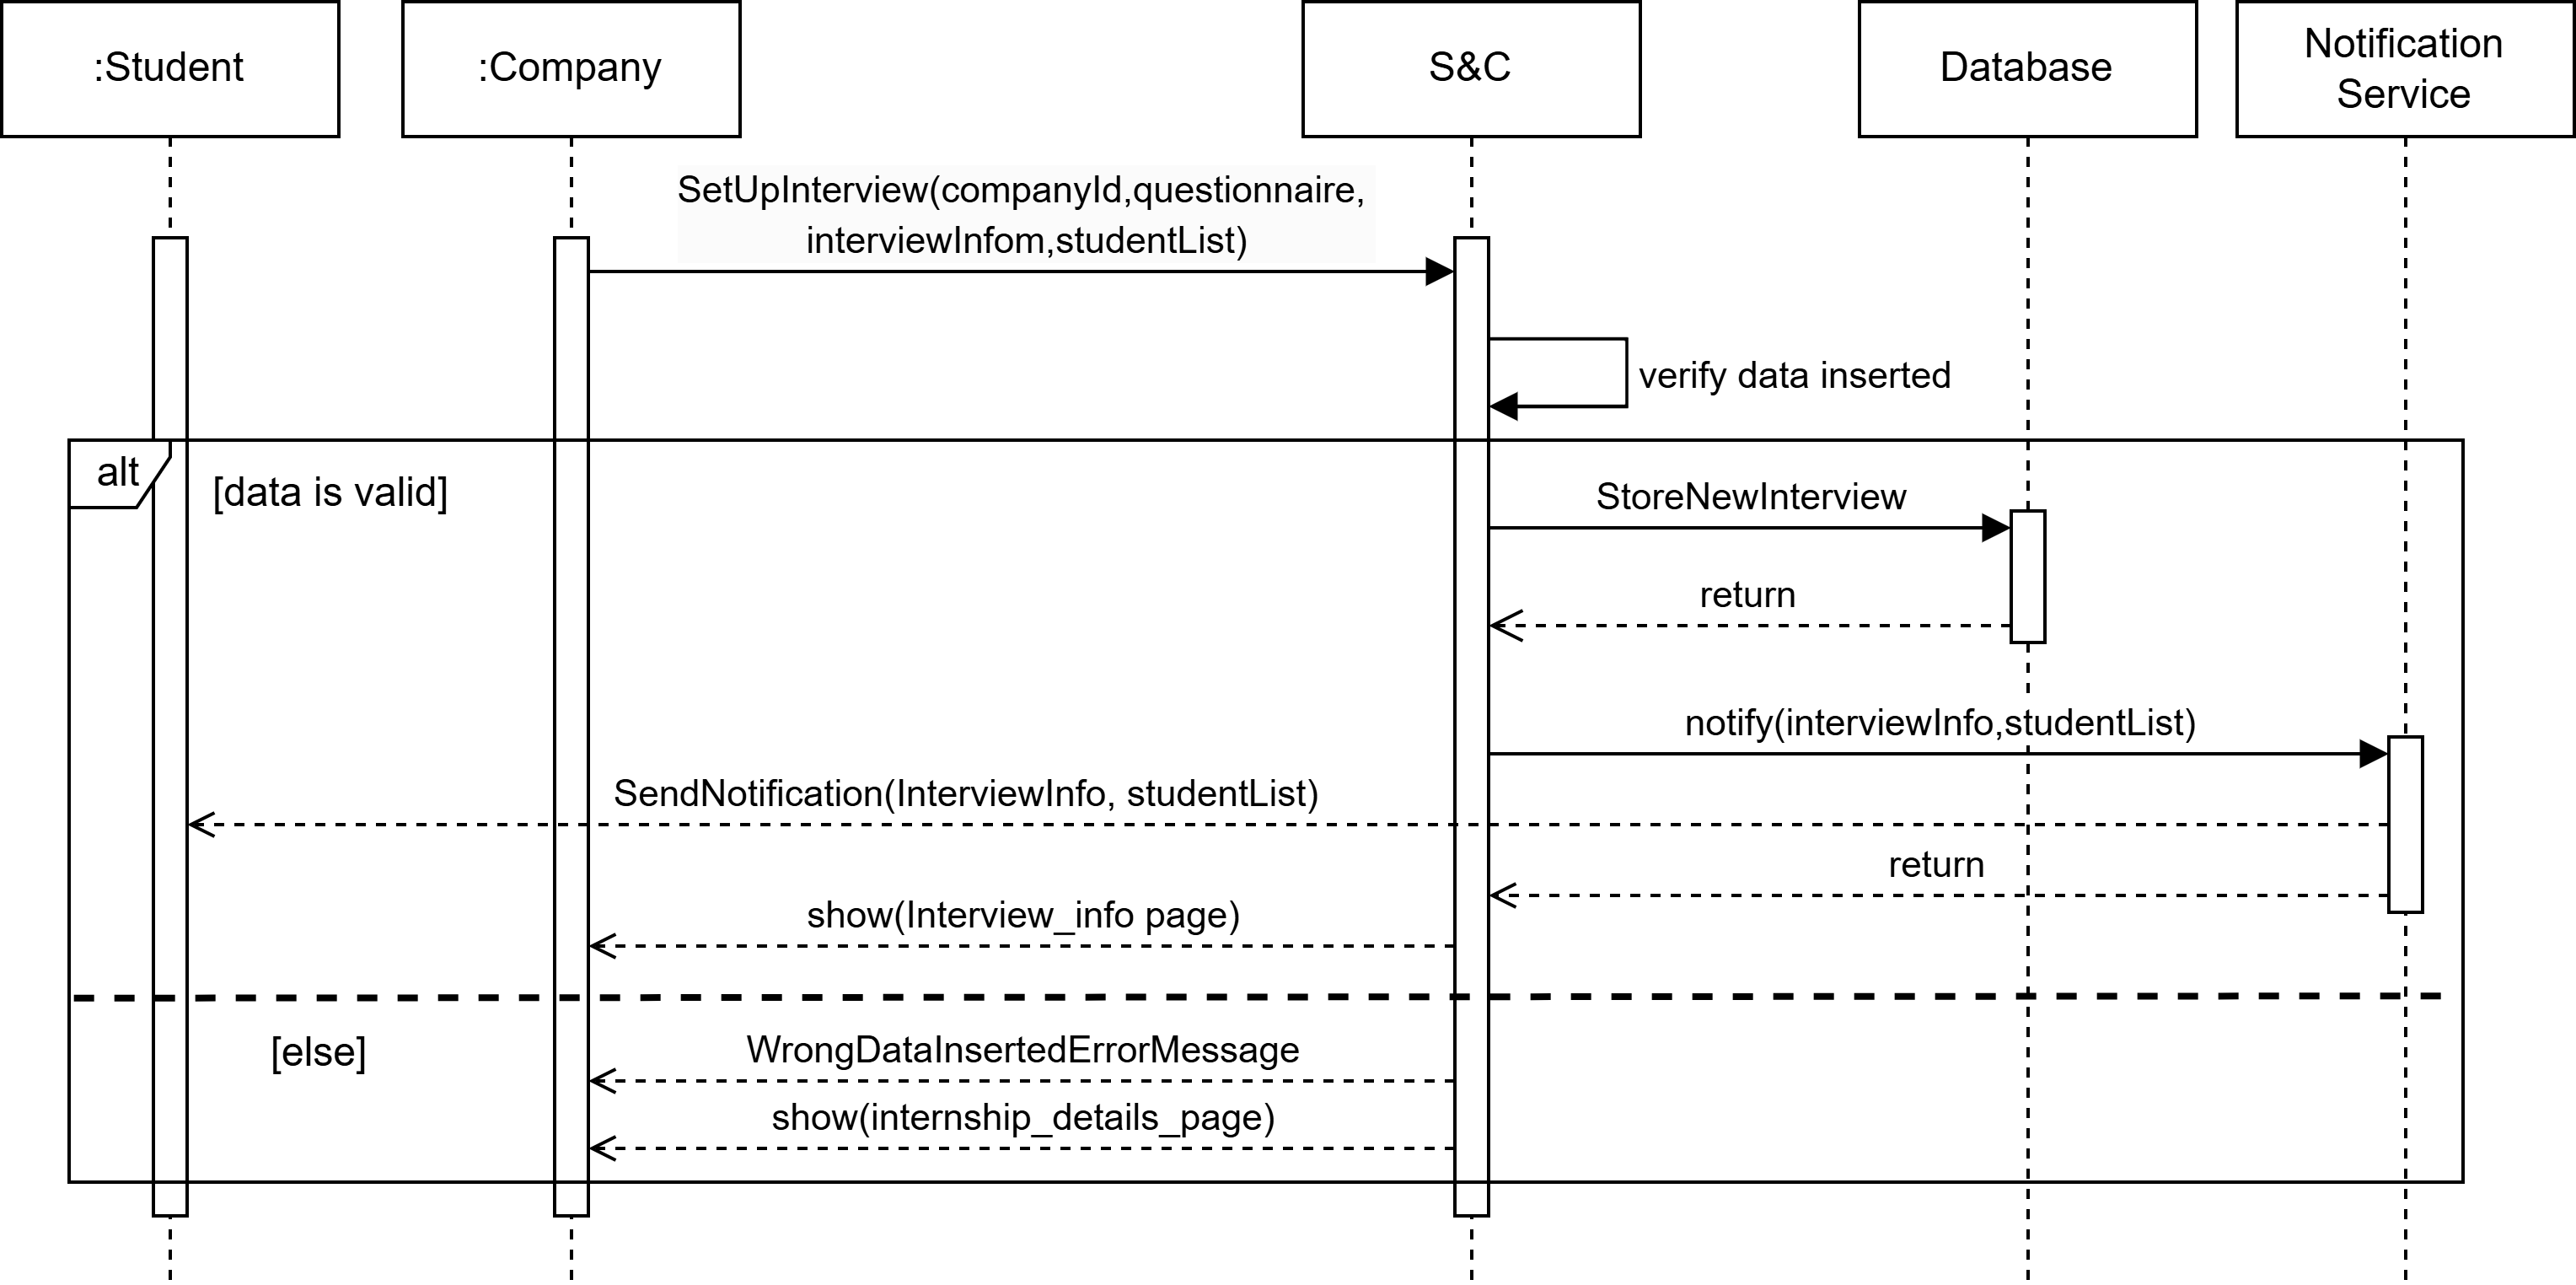 :Student
:Company
S&C
Database
Notification
Service
SetUpInterview(companyId,questionnaire,
interviewInfom,studentList)
verify data inserted
alt
[data is valid]
StoreNewInterview
return
notify(interviewInfo,studentList)
SendNotification(InterviewInfo, studentList)
return
show(Interview_info page)
[else]
WrongDataInsertedErrorMessage
show(internship_details_page)